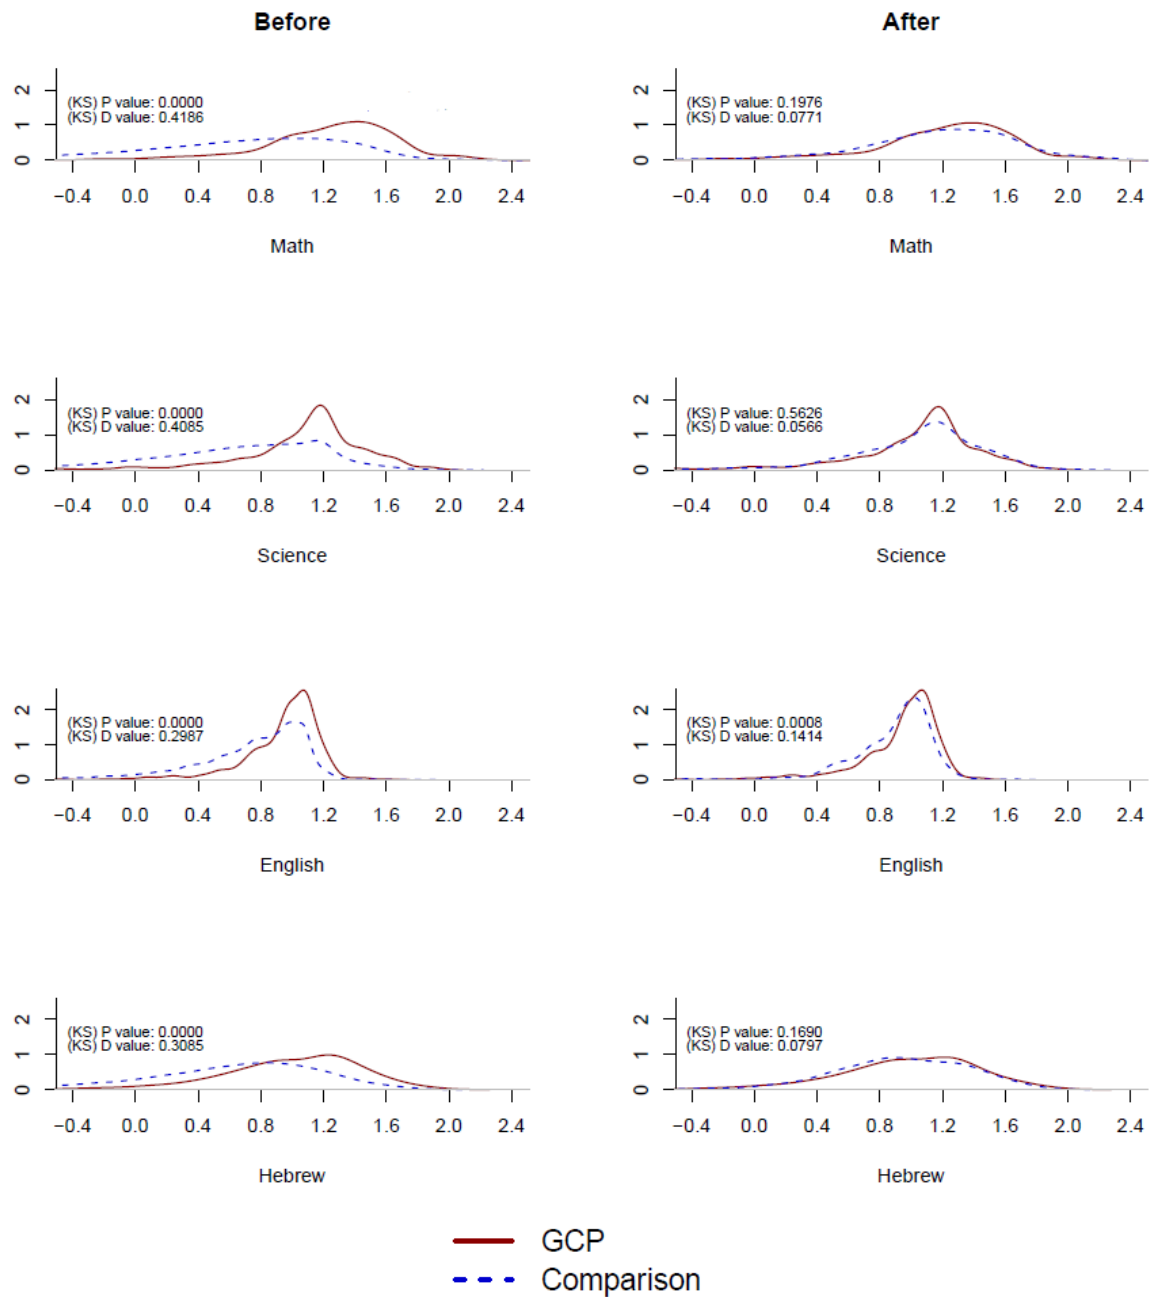 Before After
2
1
0
(KS) P value: 0.0000
(KS) D value: 0.4186
−0.4 0.0 0.4 0.8 1.2 1.6 2.0 2.4
Math
2
1
0
(KS) P value: 0.1976
(KS) D value: 0.0771
−0.4 0.0 0.4 0.8 1.2 1.6 2.0 2.4
Math
2
1
0
(KS) P value: 0.0000
(KS) D value: 0.4085
−0.4 0.0 0.4 0.8 1.2 1.6 2.0 2.4
Science
2
1
0
(KS) P value: 0.5626
(KS) D value: 0.0566
−0.4 0.0 0.4 0.8 1.2 1.6 2.0 2.4
Science
2
1
0
(KS) P value: 0.0000
(KS) D value: 0.2987
−0.4 0.0 0.4 0.8 1.2 1.6 2.0 2.4
English
2
1
0
(KS) P value: 0.0008
(KS) D value: 0.1414
−0.4 0.0 0.4 0.8 1.2 1.6 2.0 2.4
English
2
1
0
(KS) P value: 0.0000
(KS) D value: 0.3085
−0.4 0.0 0.4 0.8 1.2 1.6 2.0 2.4
Hebrew
2
1
0
(KS) P value: 0.1690
(KS) D value: 0.0797
−0.4 0.0 0.4 0.8 1.2 1.6 2.0 2.4
Hebrew
GCP
Comparison